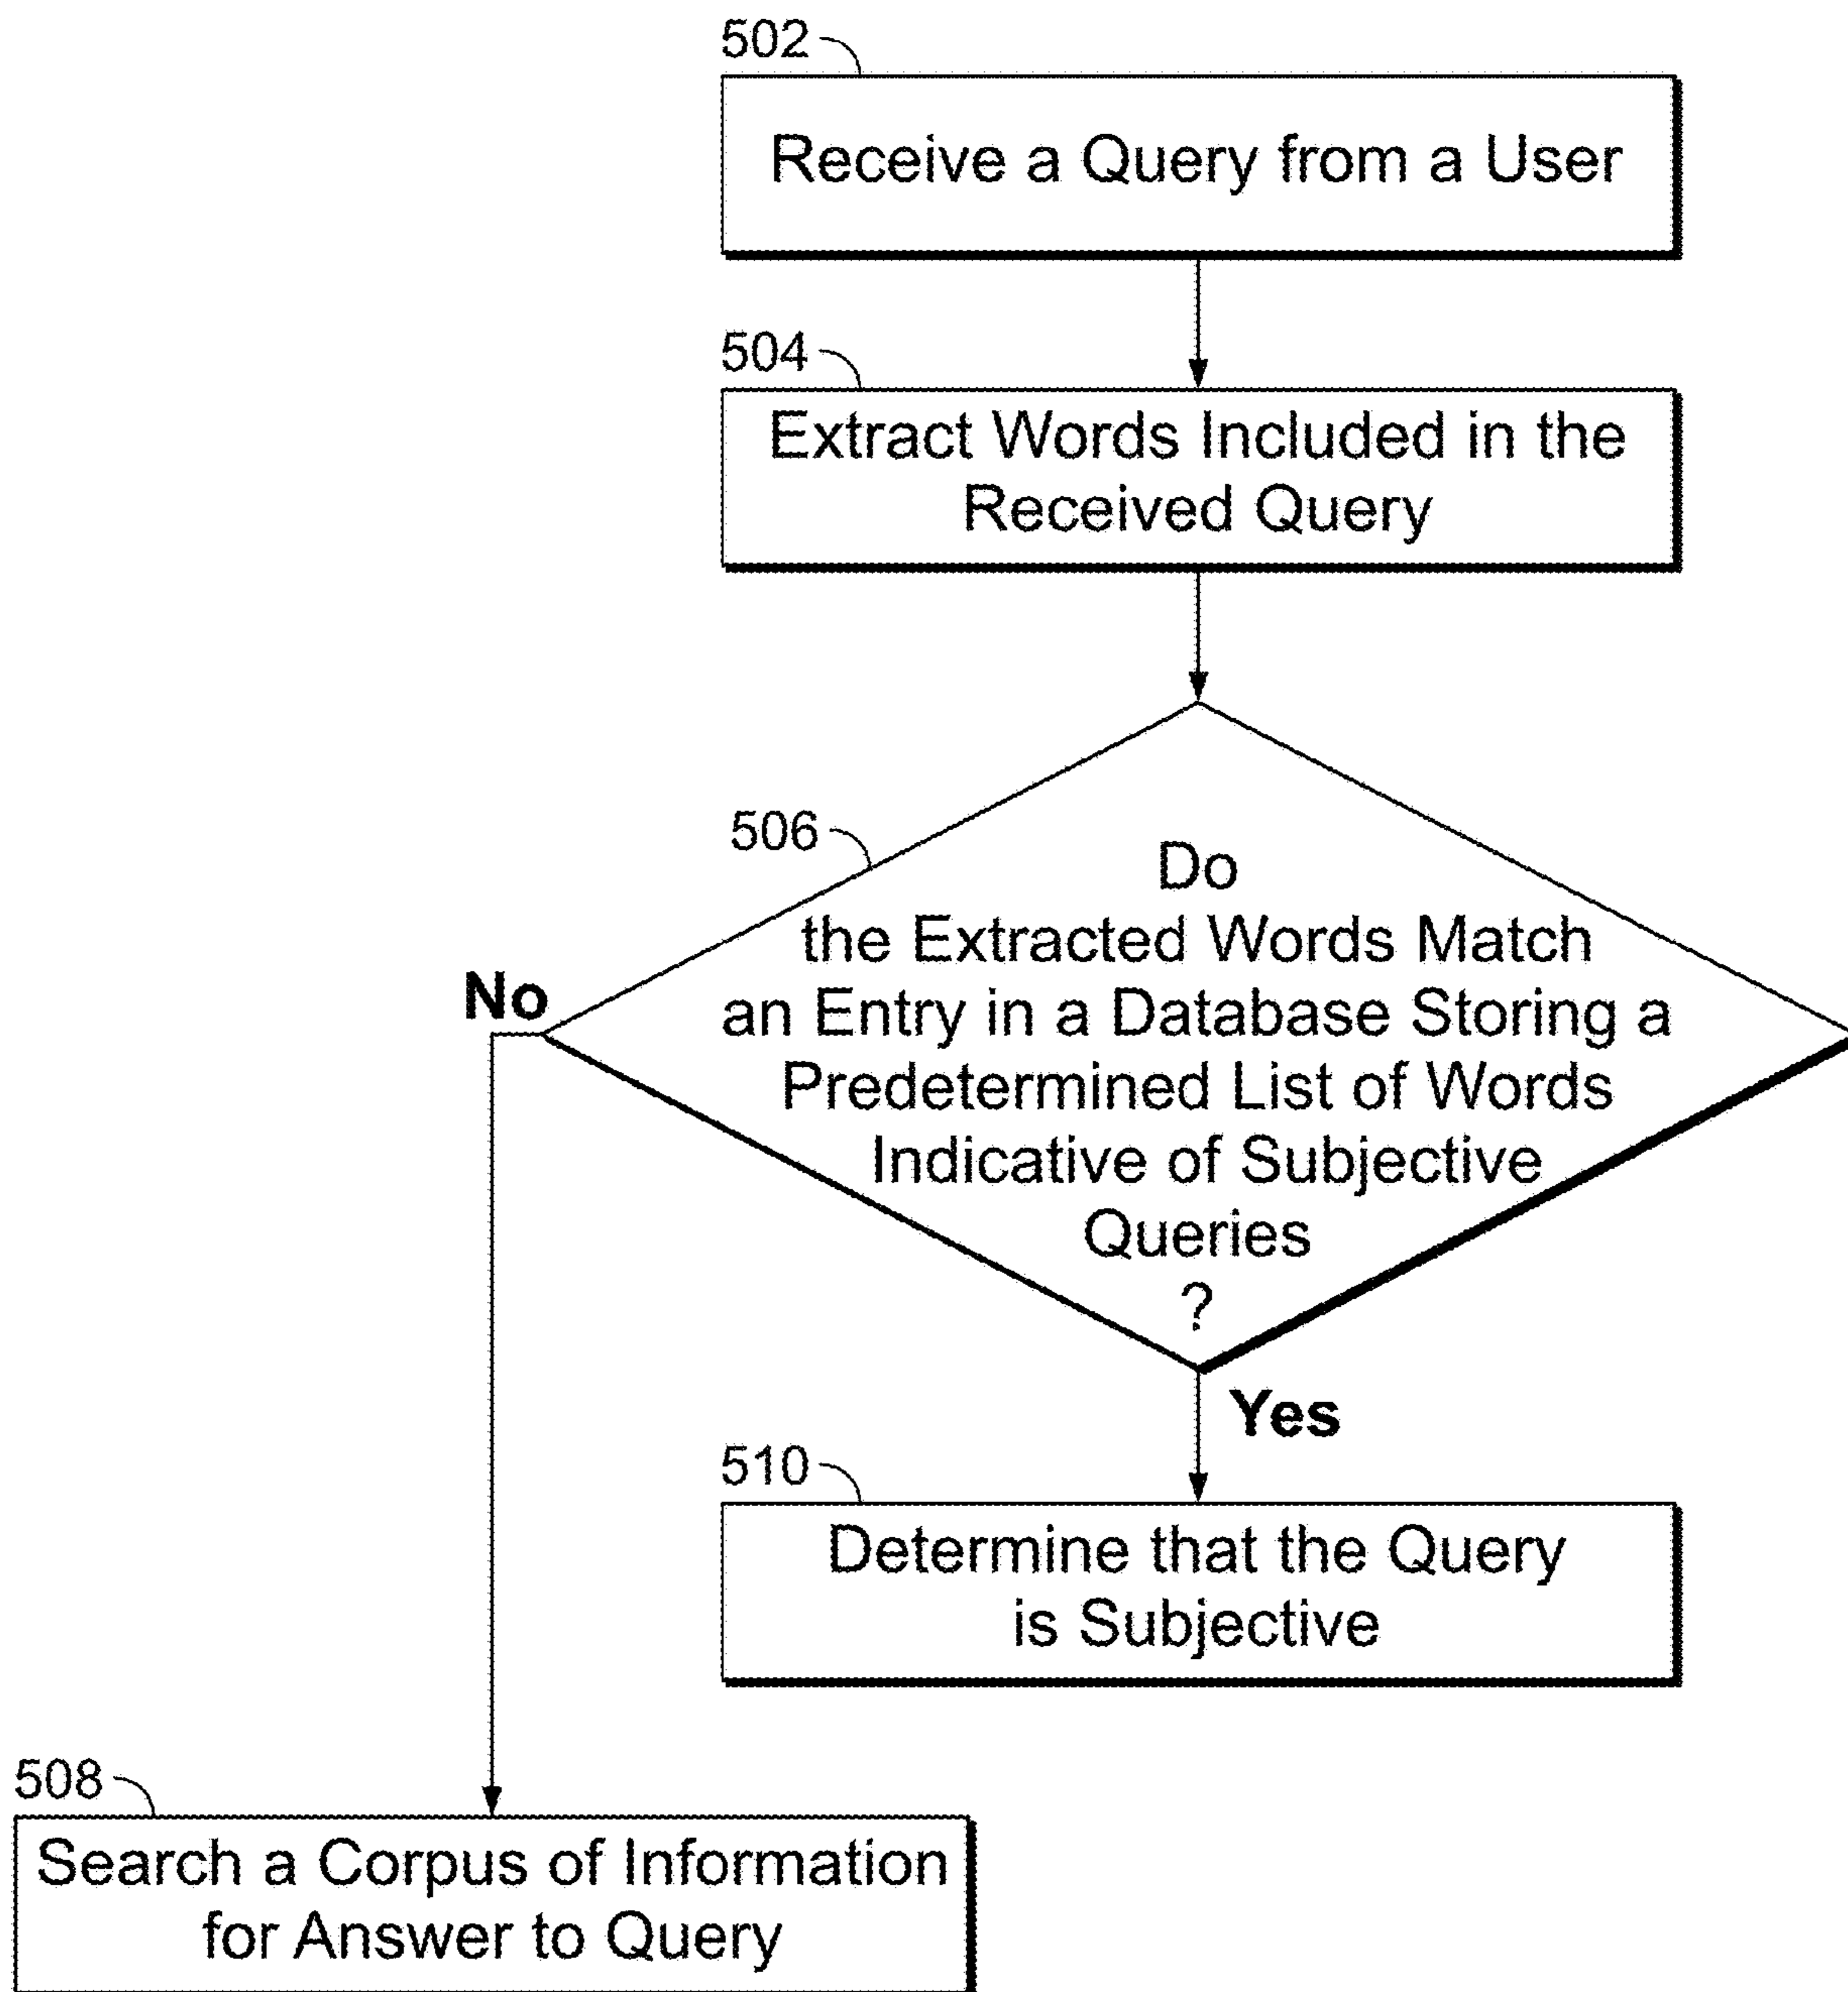 502
Receive a Query from a User
504
Extract Words Included in the
Received Query
506
Do
the Extracted Words Match
an Entry in a Database Storing a
Predetermined List of Words
Indicative of Subjective
Queries
?
No
Yes
510
Determine that the Query
is Subjective
508
Search a Corpus of Information
for Answer to Query